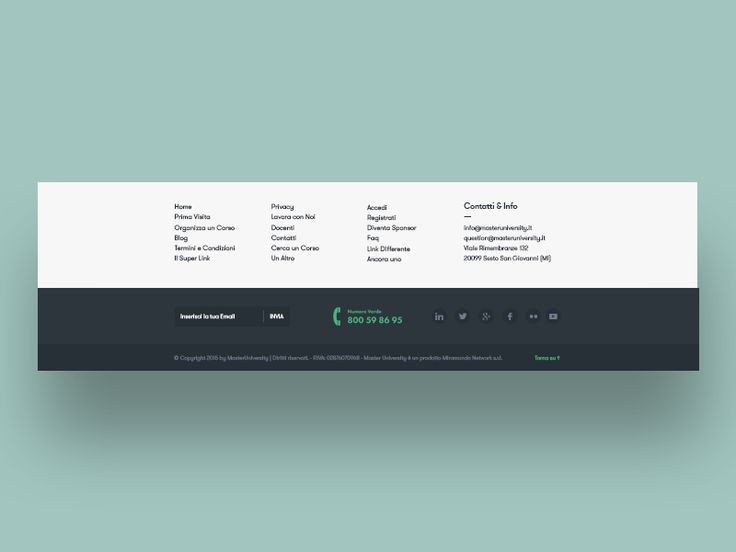 Home
Prima Visita
Organizza un Corso
Blog
Termini e Condizioni
Il Super Link
Privacy
Lavora con Noi
Docenti
Contatti
Cerca un Corso
Un Altro
Accedi
Registrati
Diventa Sponsor
Faq
Link Differente
Ancora uno
Contatti & Info
info@masteruniversity.it
question@masteruniversity.it
Viale Rimembranze 132
20099 Sesto San Giovanni (MI)
Inserisci la tua Email
INVIA
Numero Verde
800 59 86 95
© Copyright 2015 by MasterUniversity | Diritti riservati. - P.IVA: - Master University è un prodotto Miramondo Network s.r.l.
Torna su ↑